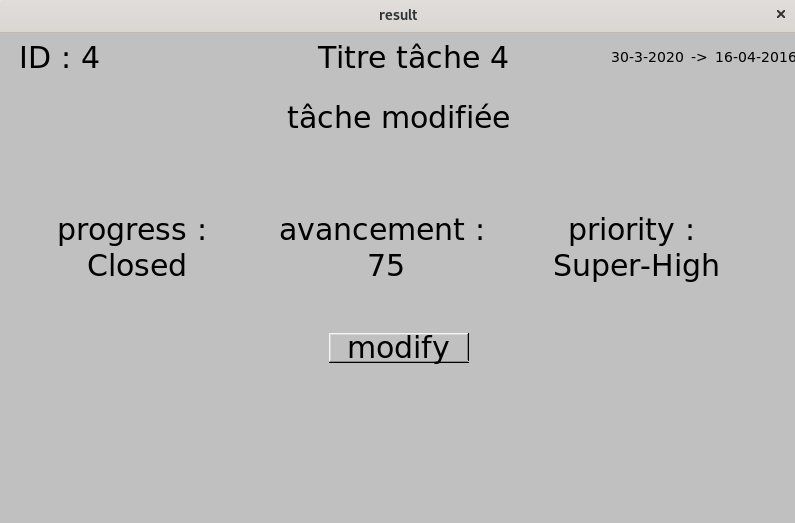 result
ID : 4 Titre tâche 4 30-3-2020 -> 16-04-2016
tâche modifiée
progress : avancement : priority :
Closed 75 Super-High
modify